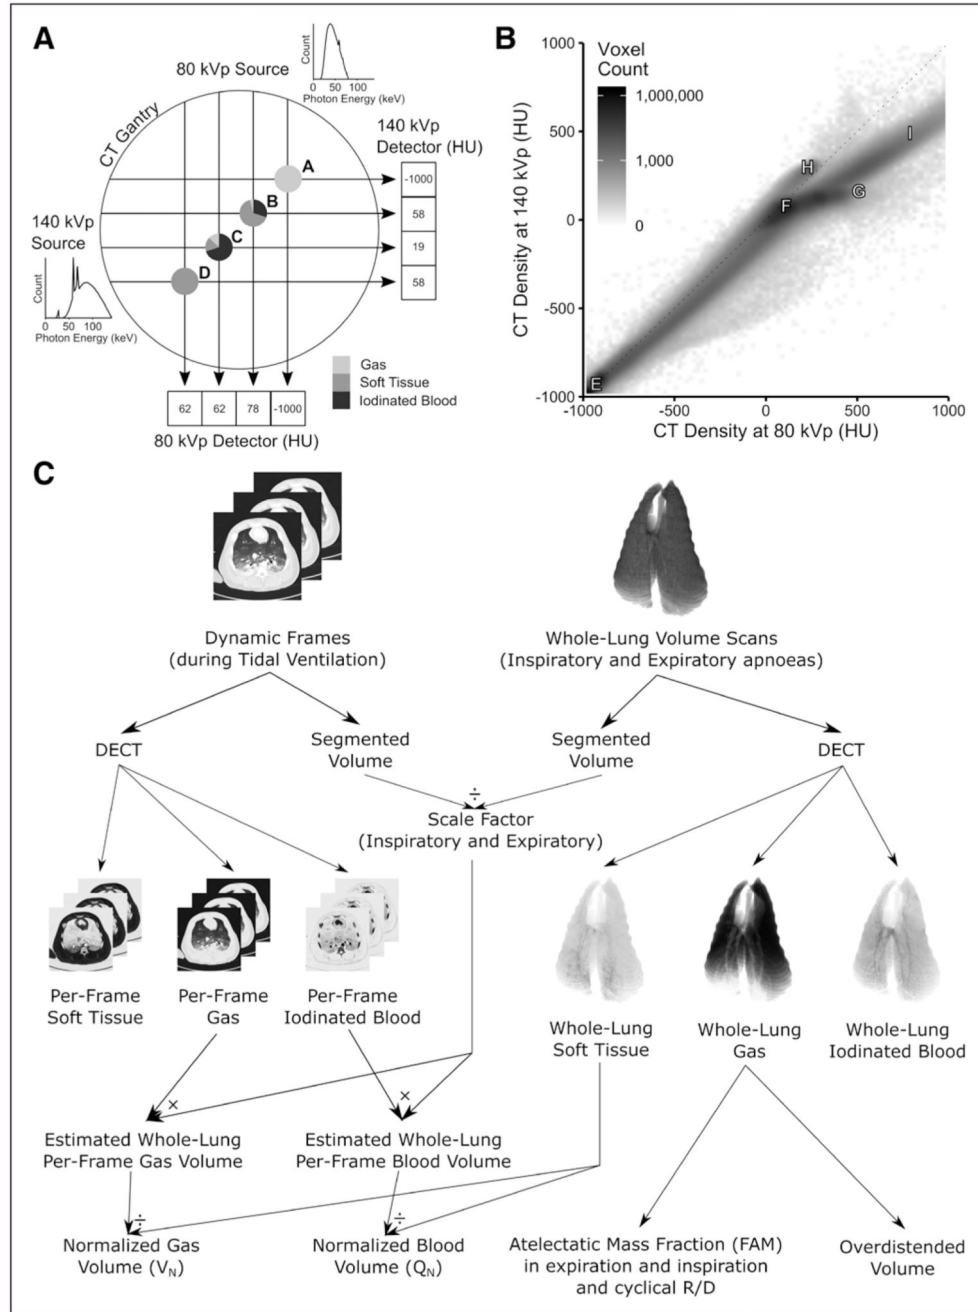 A
80 kVp Source
Count
0 50 100
Photon Energy (keV)
CT Gantry
140 kVp
Detector (HU)
A
-1000
B
58
C
19
D
58
140 kVp
Source
Count
0 50 100
Photon Energy (keV)
Gas
Soft Tissue
Iodinated Blood
62 62 78 -1000
80 kVp Detector (HU)
B
CT Density at 140 kVp (HU)
1000
500
0
-500
-1000
Voxel
Count
1,000,000
1,000
0
I
H
G
F
E
-1000 -500 0 500 1000
CT Density at 80 kVp (HU)
C
Dynamic Frames
(during Tidal Ventilation)
Whole-Lung Volume Scans
(Inspiratory and Expiratory apnoeas)
DECT
Segmented
Volume
Segmented
Volume
DECT
÷
Scale Factor
(Inspiratory and Expiratory)
Per-Frame
Soft Tissue
Per-Frame
Gas
Per-Frame
Iodinated Blood
Whole-Lung
Soft Tissue
Whole-Lung
Gas
Whole-Lung
Iodinated Blood
×
×
Estimated Whole-Lung
Per-Frame Gas Volume
Estimated Whole-Lung
Per-Frame Blood Volume
÷
÷
Normalized Gas
Volume (VN)
Normalized Blood
Volume (QN)
Atelectatic Mass Fraction (FAM)
in expiration and inspiration
and cyclical R/D
Overdistended
Volume